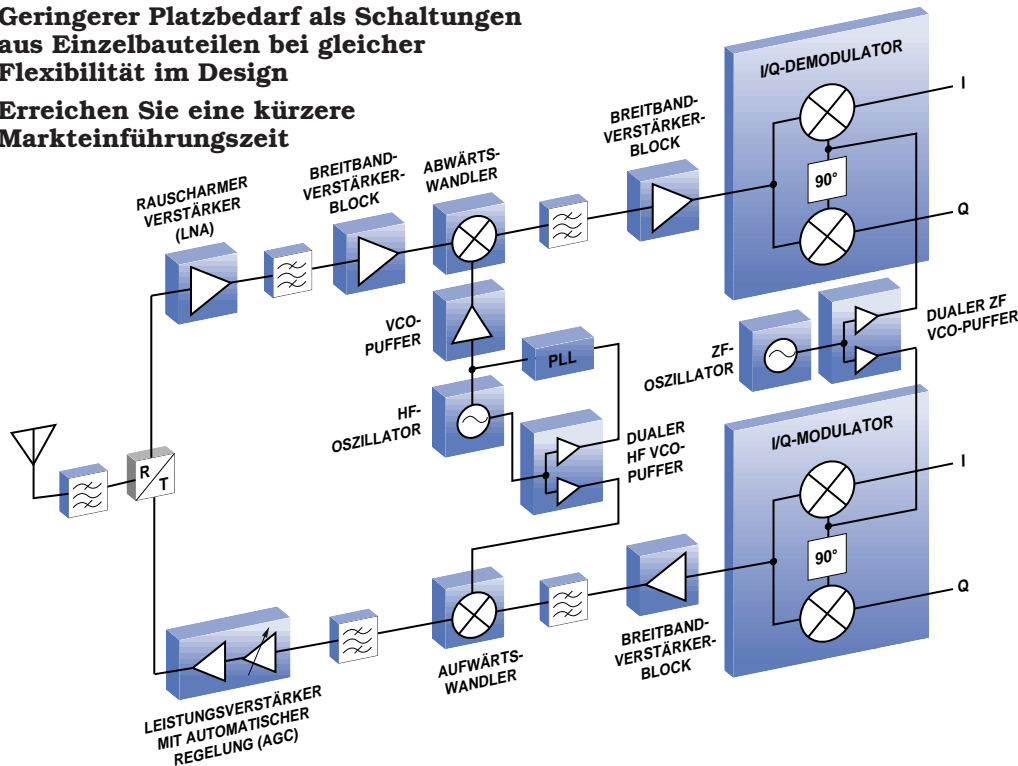 Geringerer Platzbedarf als Schaltungen
aus Einzelbauteilen bei gleicher
Flexibilität im Design
Erreichen Sie eine kürzere
Markteinführungszeit
I/Q-DEMODULATOR
I
90°
Q
BREITBAND-
VERSTÄRKER-
BLOCK
ABWÄRTS-
WANDLER
BREITBAND-
VERSTÄRKER-
BLOCK
RAUSCHARMER
VERSTÄRKER
(LNA)
VCO-
PUFFER
PLL
HF-
OSZILLATOR
DUALER
HF VCO-
PUFFER
ZF-
OSZILLATOR
DUALER ZF
VCO-PUFFER
R
T
I/Q-MODULATOR
I
90°
Q
BREITBAND-
VERSTÄRKER-
BLOCK
AUFWÄRTS-
WANDLER
LEISTUNGSVERSTÄRKER
MIT AUTOMATISCHER
REGELUNG (AGC)